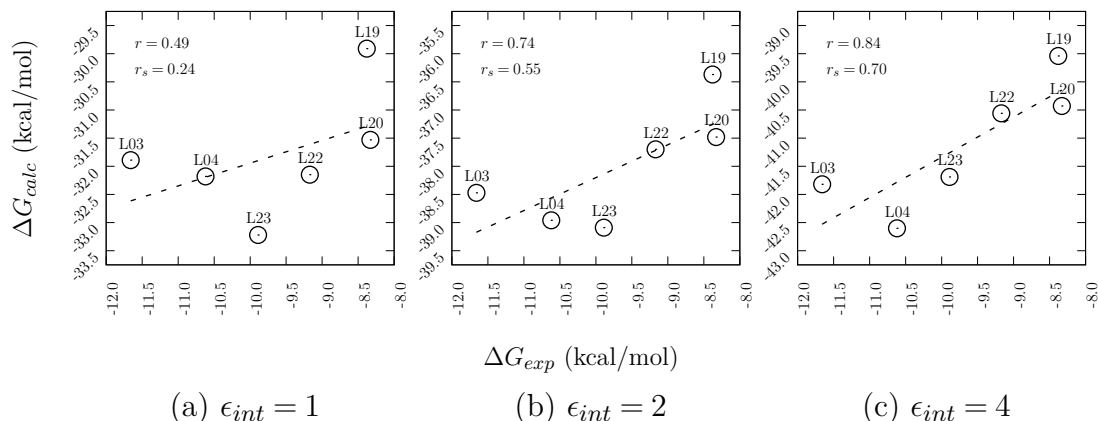 ΔG_calc (kcal/mol)
-29.5
-30.0
-30.5
-31.0
-31.5
-32.0
-32.5
-33.0
-33.5
r = 0.49
r_s = 0.24
L19
L20
L03
L04
L22
L23
-12.0
-11.5
-11.0
-10.5
-10.0
-9.5
-9.0
-8.5
-8.0
-35.5
-36.0
-36.5
-37.0
-37.5
-38.0
-38.5
-39.0
-39.5
r = 0.74
r_s = 0.55
L19
L20
L22
L03
L04
L23
-12.0
-11.5
-11.0
-10.5
-10.0
-9.5
-9.0
-8.5
-8.0
-39.0
-39.5
-40.0
-40.5
-41.0
-41.5
-42.0
-42.5
-43.0
r = 0.84
r_s = 0.70
L19
L20
L22
L23
L03
L04
-12.0
-11.5
-11.0
-10.5
-10.0
-9.5
-9.0
-8.5
-8.0
ΔG_exp (kcal/mol)
(a) ϵ_int = 1
(b) ϵ_int = 2
(c) ϵ_int = 4